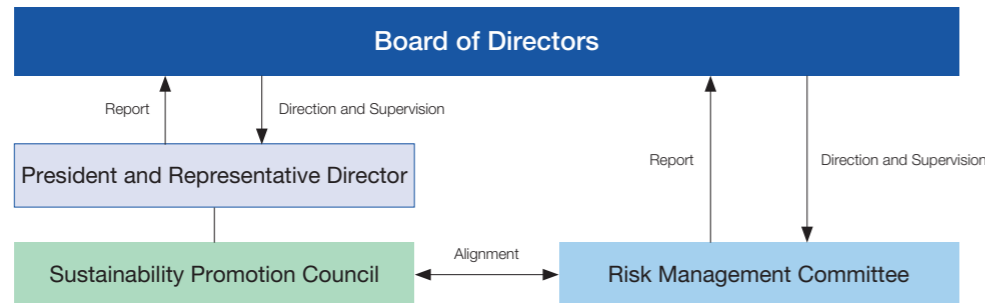 Board of Directors
Report
Direction and Supervision
President and Representative Director
Report
Direction and Supervision
Sustainability Promotion Council
Alignment
Risk Management Committee